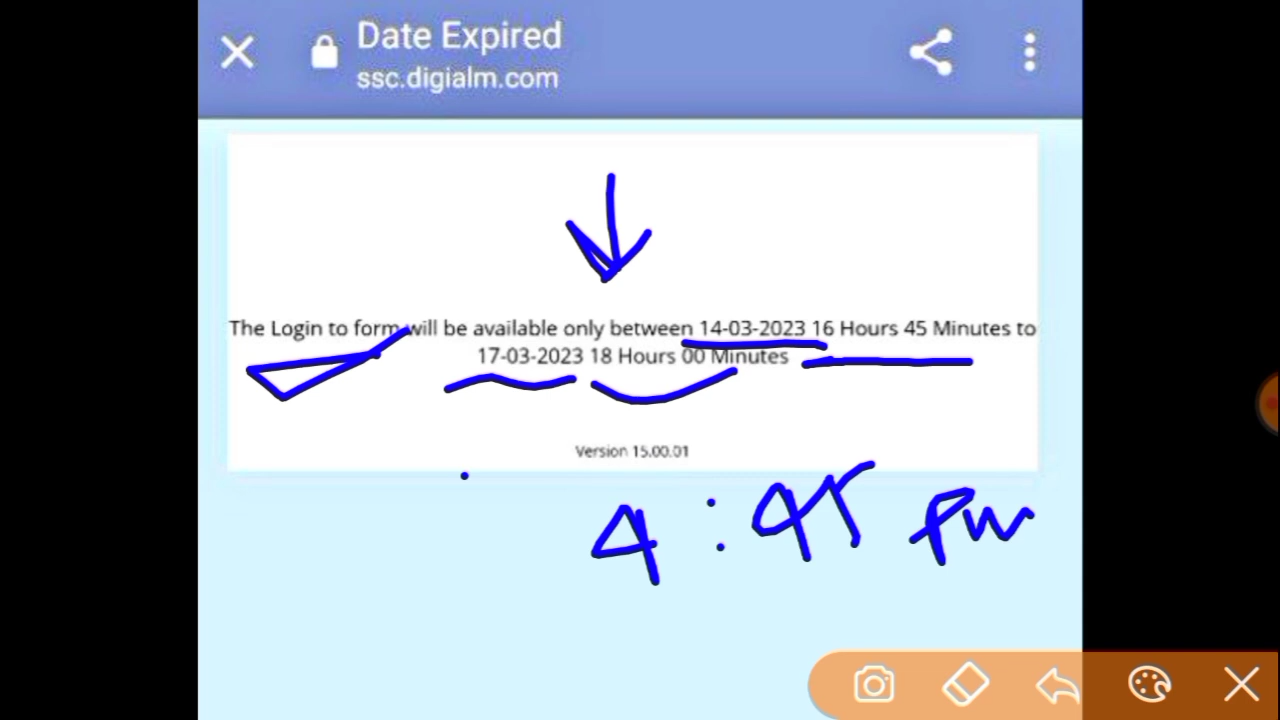 Date Expired
ssc.digialm.com
The Login to form will be available only between 14-03-2023 16 Hours 45 Minutes to
17-03-2023 18 Hours 00 Minutes
Version 15.00.01
4:45 PM